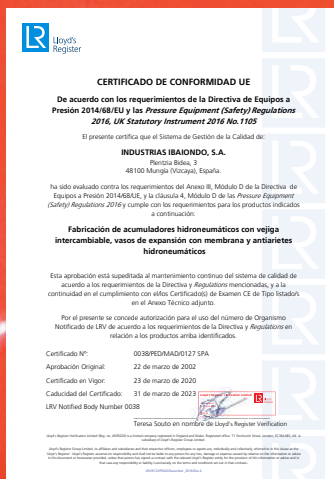 Lloyd's
Register
CERTIFICADO DE CONFORMIDAD UE
De acuerdo con los requerimientos de la Directiva de Equipos a
Presión 2014/68/EU y las Pressure Equipment (Safety) Regulations
2016, UK Statutory Instrument 2016 No.1105
El presente certifica que el Sistema de Gestión de la Calidad de:
INDUSTRIAS IBAIONDO, S.A.
Plentzia Bidea, 3
48100 Mungia (Vizcaya), España.
ha sido evaluado contra los requerimientos del Anexo III, Módulo D de la Directiva de
Equipos a Presión 2014/68/UE, y la cláusula 4, Módulo D de las Pressure Equipment
(Safety) Regulations 2016 y cumple con los requerimientos para los productos indicados
a continuación:
Fabricación de acumuladores hidroneumáticos con vejiga
intercambiable, vasos de expansión con membrana y antiarietes
hidroneumáticos
Esta aprobación está supeditada al mantenimiento continuo del sistema de calidad de
acuerdo a los requerimientos de la Directiva y Regulations mencionadas, y a la
continuidad en el cumplimiento con el/los Certificado(s) de Examen CE de Tipo listado/s
en el Anexo Técnico adjunto.
Por el presente se concede autorización para el uso del número de Organismo
Notificado de LRV de acuerdo a los requerimientos de la Directiva y Regulations en
relación a los productos arriba identificados.
Certificado Nº: 0038/PED/MAD/0127 SPA
Aprobación Original: 22 de marzo de 2002
Certificado en Vigor: 23 de marzo de 2020
Caducidad del Certificado: 31 de marzo de 2023
LRV Notified Body Number 0038
Teresa Souto en nombre de Lloyd's Register Verification